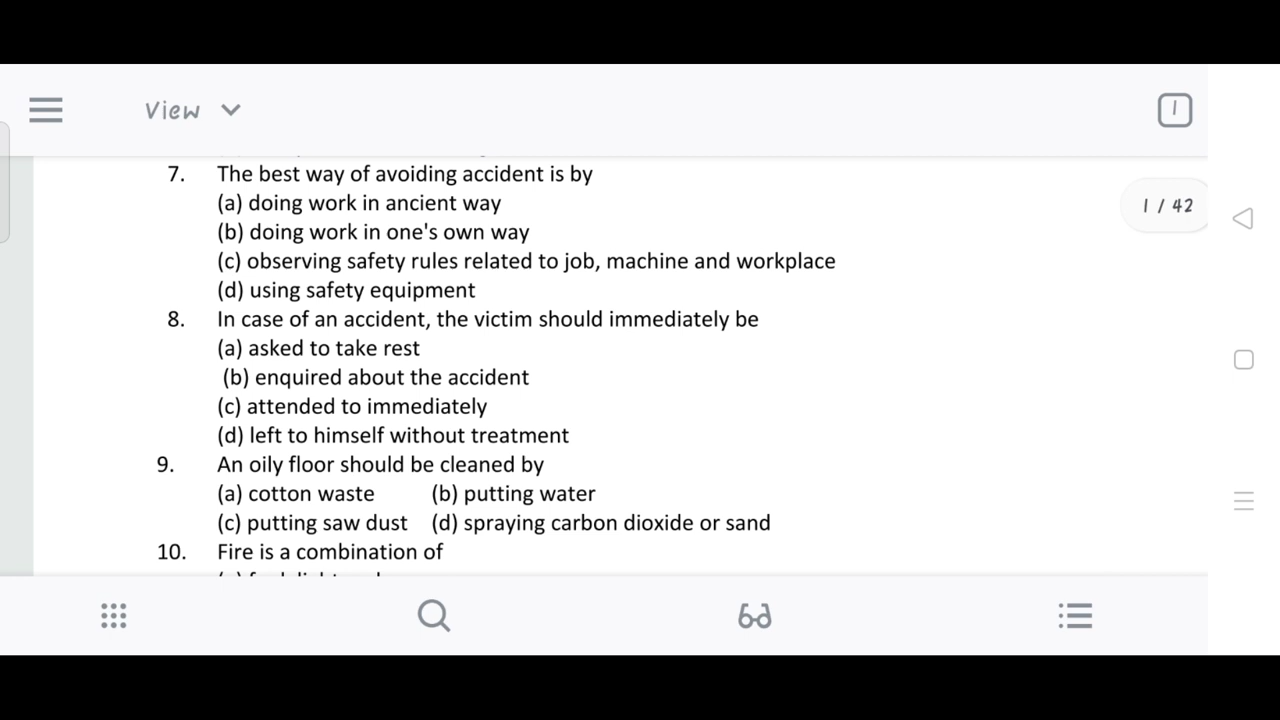 View
1
1 / 42
7. The best way of avoiding accident is by
(a) doing work in ancient way
(b) doing work in one's own way
(c) observing safety rules related to job, machine and workplace
(d) using safety equipment
8. In case of an accident, the victim should immediately be
(a) asked to take rest
(b) enquired about the accident
(c) attended to immediately
(d) left to himself without treatment
9. An oily floor should be cleaned by
(a) cotton waste (b) putting water
(c) putting saw dust (d) spraying carbon dioxide or sand
10. Fire is a combination of